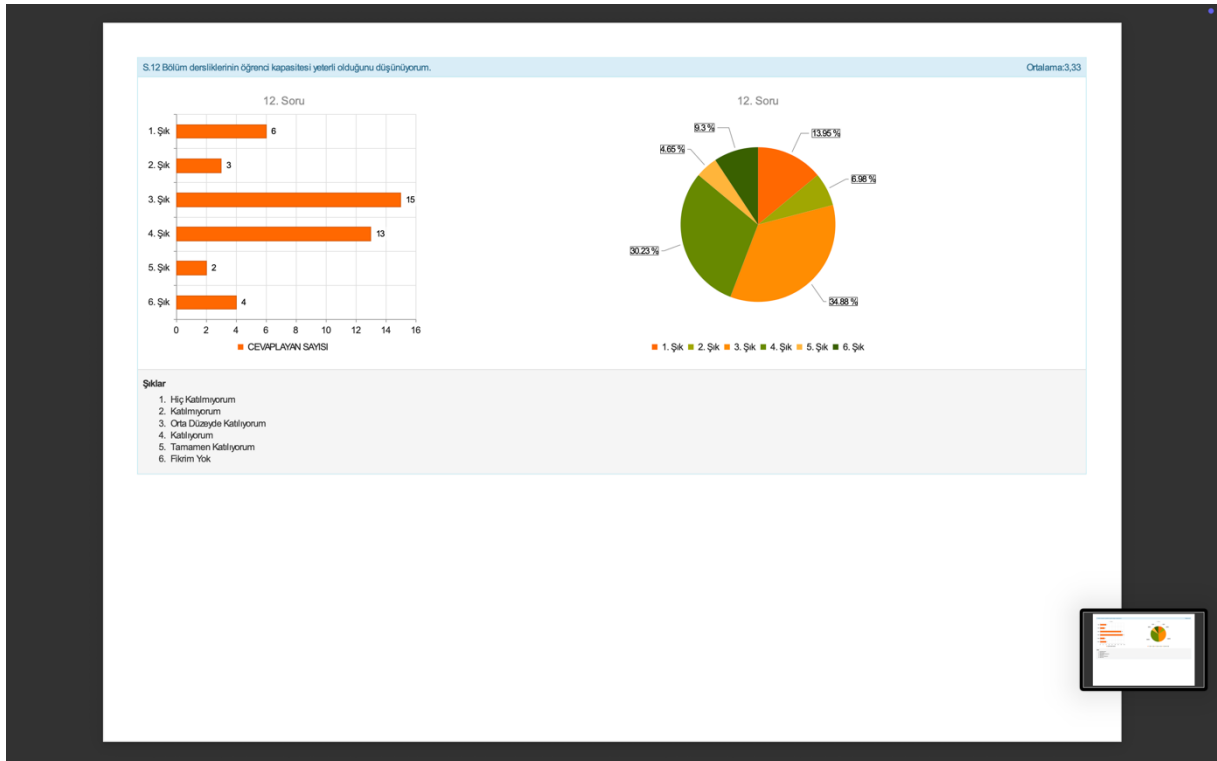 S.12 Bölüm dersliklerinin öğrenci kapasitesi yeterli olduğunu düşünüyorum.
Ortalama:3,33
12. Soru
1. Şık
6
2. Şık
3
3. Şık
15
4. Şık
13
5. Şık
2
6. Şık
4
0 2 4 6 8 10 12 14 16
CEVAPLAYAN SAYISI
12. Soru
9.3 %
13.95 %
4.65 %
6.98 %
30.23 %
34.88 %
1. Şık 2. Şık 3. Şık 4. Şık 5. Şık 6. Şık
Şıklar
1. Hiç Katılmıyorum
2. Katılmıyorum
3. Orta Düzeyde Katılıyorum
4. Katılıyorum
5. Tamamen Katılıyorum
6. Fikrim Yok